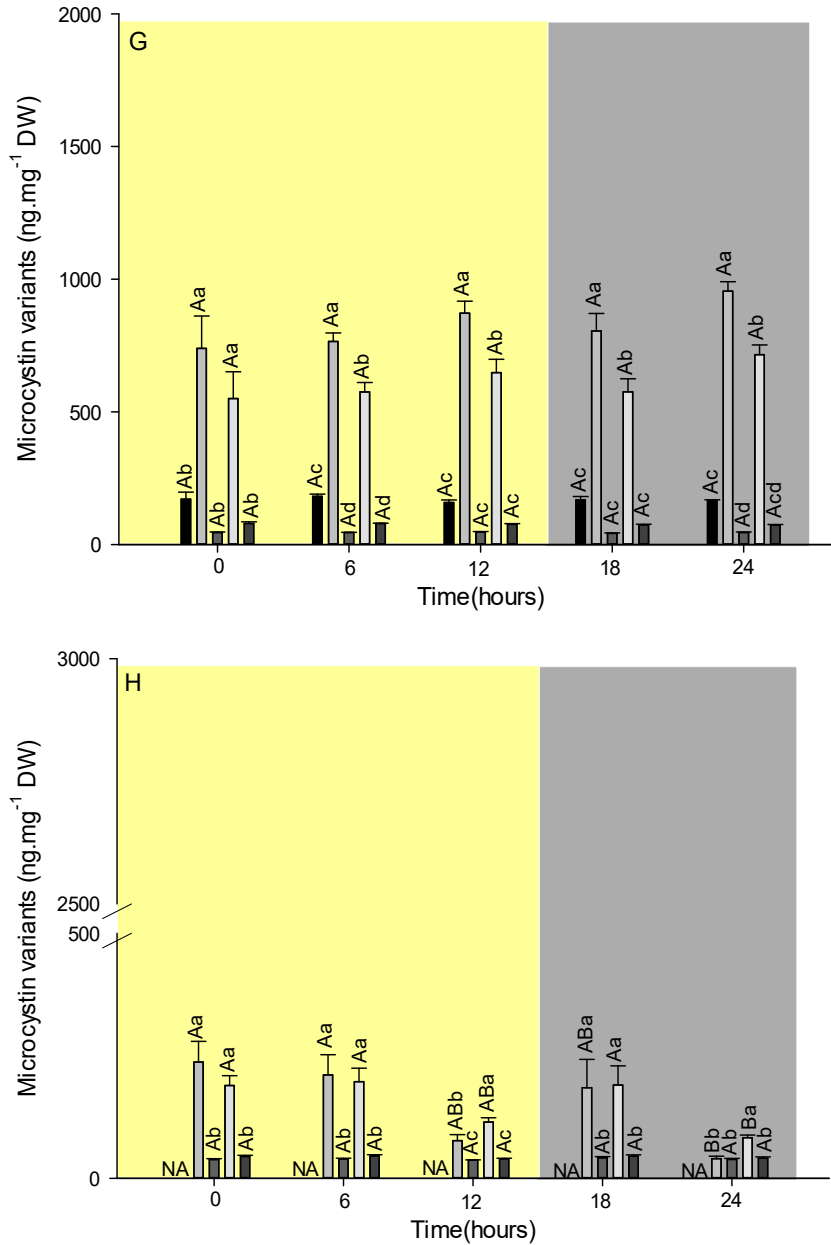 G
Microcystin variants (ng.mg⁻¹ DW)
2000
1500
1000
500
0
Ab Aa Ab Aa Ab
Ac Aa Ad Ab Ad
Ac Aa Ac Ab Ac
Ac Aa Ac Ab Ac
Ac Aa Ad Ab Acd
0 6 12 18 24
Time(hours)
H
Microcystin variants (ng.mg⁻¹ DW)
3000
2500
500
0
NA Aa Ab Aa Ab
NA Aa Ab Aa Ab
NA ABb Ac ABa Ac
NA ABa Ab Aa Ab
NA Bb Ab Ba Ab
0 6 12 18 24
Time(hours)